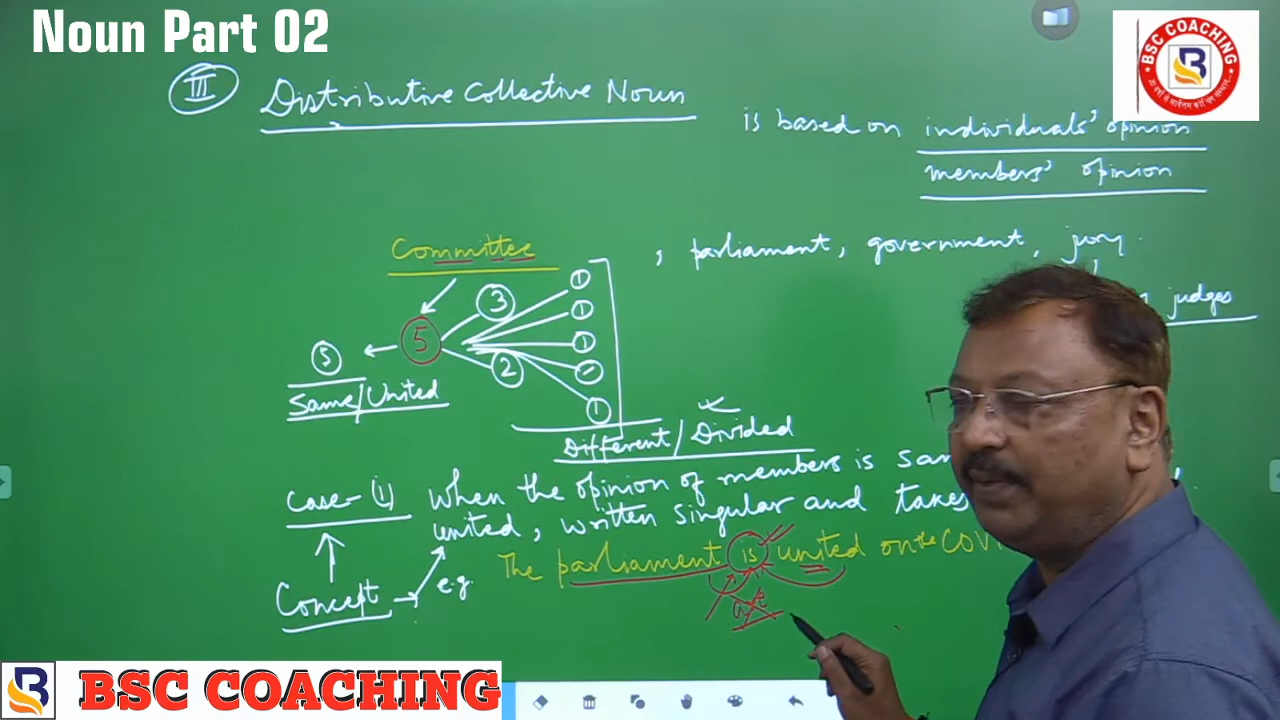 Noun Part 02
BSC COACHING
III Distributive Collective Noun
is based on individuals' opinion
members' opinion
Committee , parliament, government, jury.
judges
1
1
1
1
3
5
5
2
Same/United
Different/Divided
Case-(1) When the opinion of members is sam
united, written singular and takes
e.g. The parliament is united on the COVI
are
Concept
B BSC COACHING